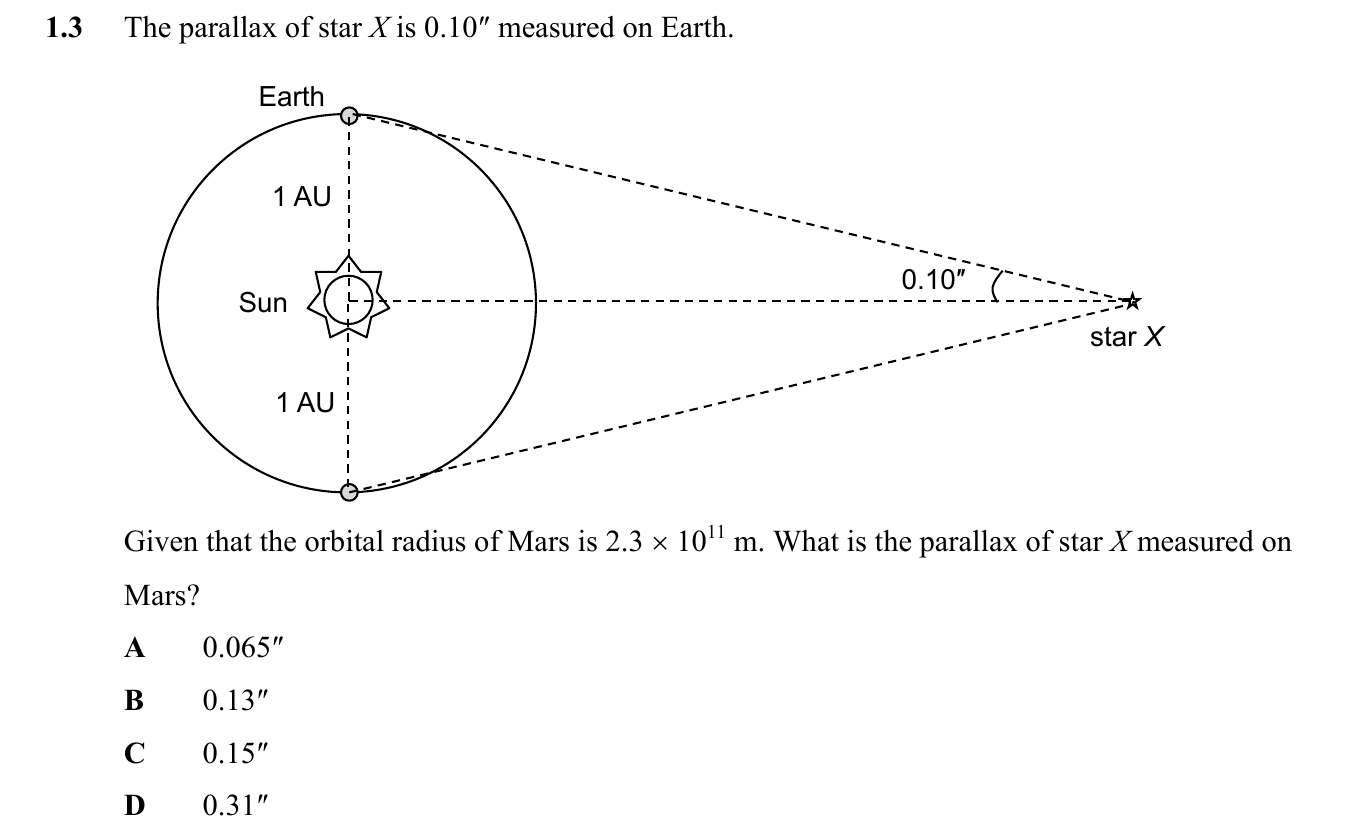 1.3 The parallax of star X is 0.10″ measured on Earth.
Earth
1 AU
0.10″
Sun
star X
1 AU
Given that the orbital radius of Mars is 2.3 × 10¹¹ m. What is the parallax of star X measured on
Mars?
A 0.065″
B 0.13″
C 0.15″
D 0.31″